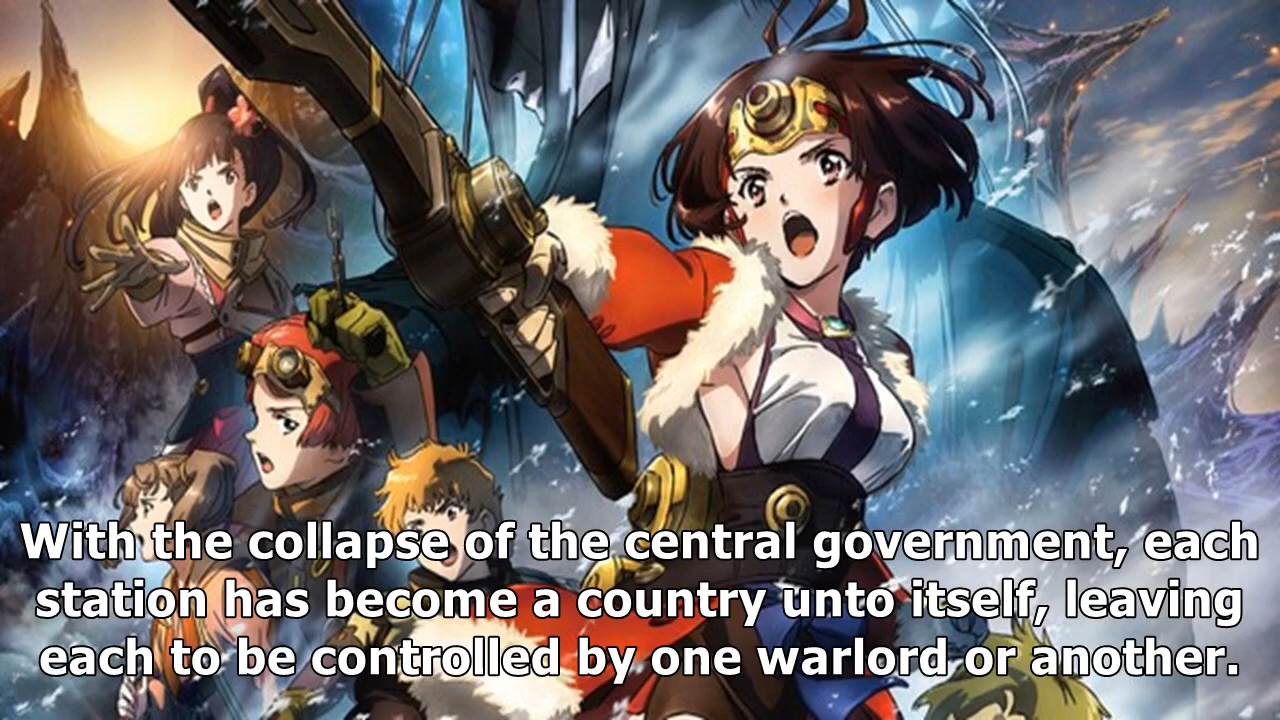 With the collapse of the central government, each
station has become a country unto itself, leaving
each to be controlled by one warlord or another.